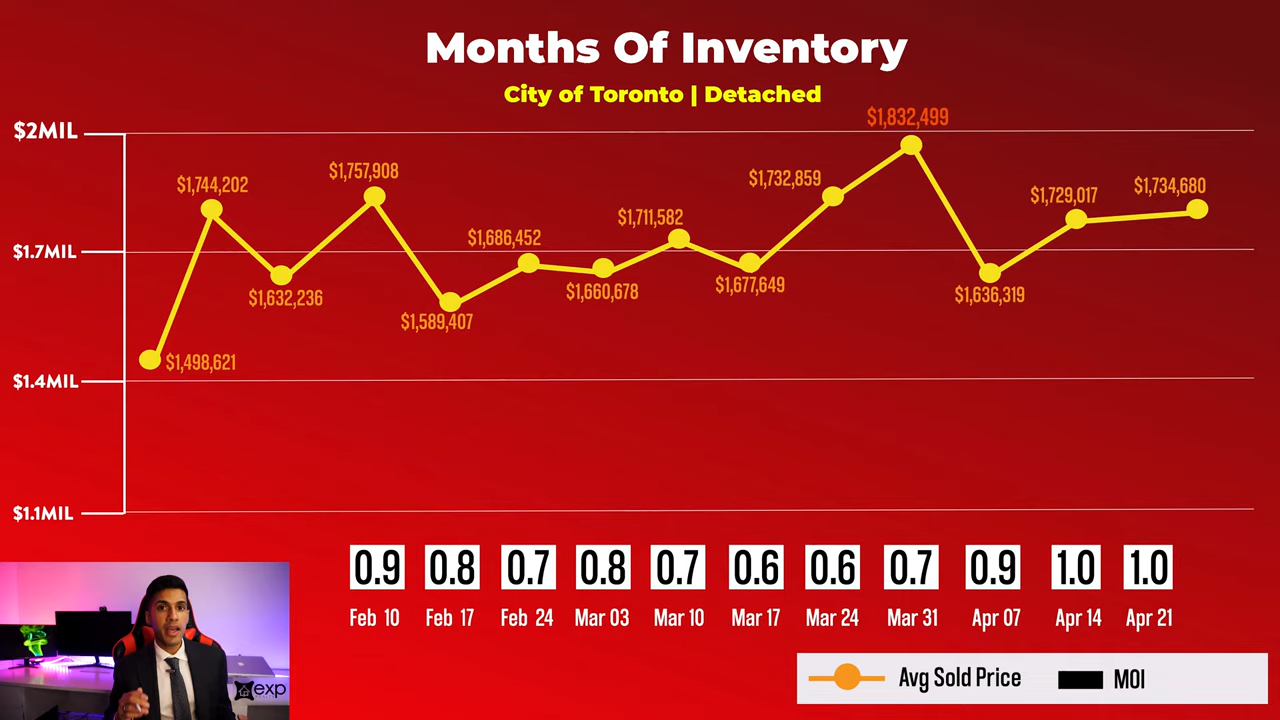 Months Of Inventory
City of Toronto | Detached
$2MIL
$1.7MIL
$1.4MIL
$1.1MIL
$1,498,621
$1,744,202
$1,632,236
$1,757,908
$1,589,407
$1,686,452
$1,660,678
$1,711,582
$1,677,649
$1,732,859
$1,832,499
$1,636,319
$1,729,017
$1,734,680
0.9 0.8 0.7 0.8 0.7 0.6 0.6 0.7 0.9 1.0 1.0
Feb 10 Feb 17 Feb 24 Mar 03 Mar 10 Mar 17 Mar 24 Mar 31 Apr 07 Apr 14 Apr 21
Avg Sold Price MOI
exp